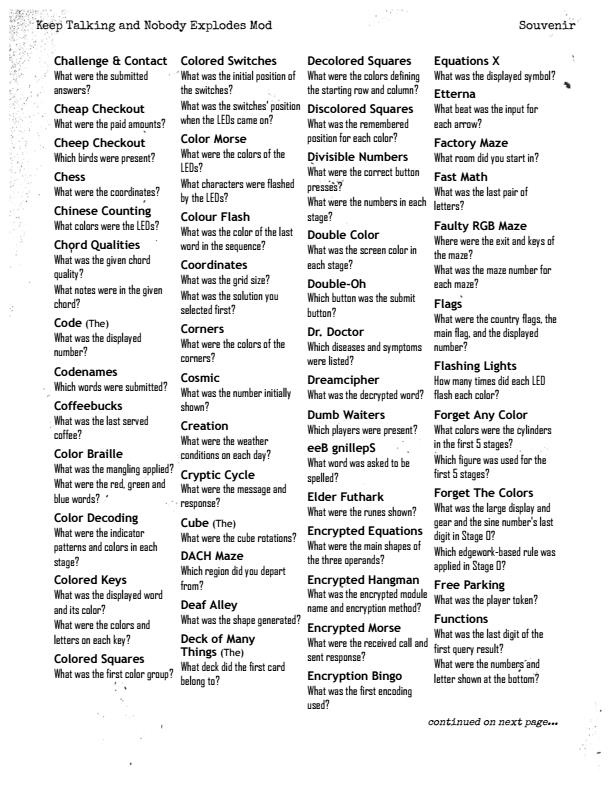 Keep Talking and Nobody Explodes Mod
Souvenir
Challenge & Contact
What were the submitted
answers?
Cheap Checkout
What were the paid amounts?
Cheep Checkout
Which birds were present?
Chess
What were the coordinates?
Chinese Counting
What colors were the LEDs?
Chord Qualities
What was the given chord
quality?
What notes were in the given
chord?
Code (The)
What was the displayed
number?
Codenames
Which words were submitted?
Coffeebucks
What was the last served
coffee?
Color Braille
What was the mangling applied?
What were the red, green and
blue words?
Color Decoding
What were the indicator
patterns and colors in each
stage?
Colored Keys
What was the displayed word
and its color?
What were the colors and
letters on each key?
Colored Squares
What was the first color group?
Colored Switches
What was the initial position of
the switches?
What was the switches' position
when the LEDs came on?
Color Morse
What were the colors of the
LEDs?
What characters were flashed
by the LEDs?
Colour Flash
What was the color of the last
word in the sequence?
Coordinates
What was the grid size?
What was the solution you
selected first?
Corners
What were the colors of the
corners?
Cosmic
What was the number initially
shown?
Creation
What were the weather
conditions on each day?
Cryptic Cycle
What were the message and
response?
Cube (The)
What were the cube rotations?
DACH Maze
Which region did you depart
from?
Deaf Alley
What was the shape generated?
Deck of Many
Things (The)
What deck did the first card
belong to?
Decolored Squares
What were the colors defining
the starting row and column?
Discolored Squares
What was the remembered
position for each color?
Divisible Numbers
What were the correct button
presses?
What were the numbers in each
stage?
Double Color
What was the screen color in
each stage?
Double-Oh
Which button was the submit
button?
Dr. Doctor
Which diseases and symptoms
were listed?
Dreamcipher
What was the decrypted word?
Dumb Waiters
Which players were present?
eeB gnillepS
What word was asked to be
spelled?
Elder Futhark
What were the runes shown?
Encrypted Equations
What were the main shapes of
the three operands?
Encrypted Hangman
What was the encrypted module
name and encryption method?
Encrypted Morse
What were the received call and
sent response?
Encryption Bingo
What was the first encoding
used?
Equations X
What was the displayed symbol?
Etterna
What beat was the input for
each arrow?
Factory Maze
What room did you start in?
Fast Math
What was the last pair of
letters?
Faulty RGB Maze
Where were the exit and keys of
the maze?
What was the maze number for
each maze?
Flags
What were the country flags, the
main flag, and the displayed
number?
Flashing Lights
How many times did each LED
flash each color?
Forget Any Color
What colors were the cylinders
in the first 5 stages?
Which figure was used for the
first 5 stages?
Forget The Colors
What was the large display and
gear and the sine number's last
digit in Stage 0?
Which edgework-based rule was
applied in Stage 0?
Free Parking
What was the player token?
Functions
What was the last digit of the
first query result?
What were the numbers and
letter shown at the bottom?
continued on next page…